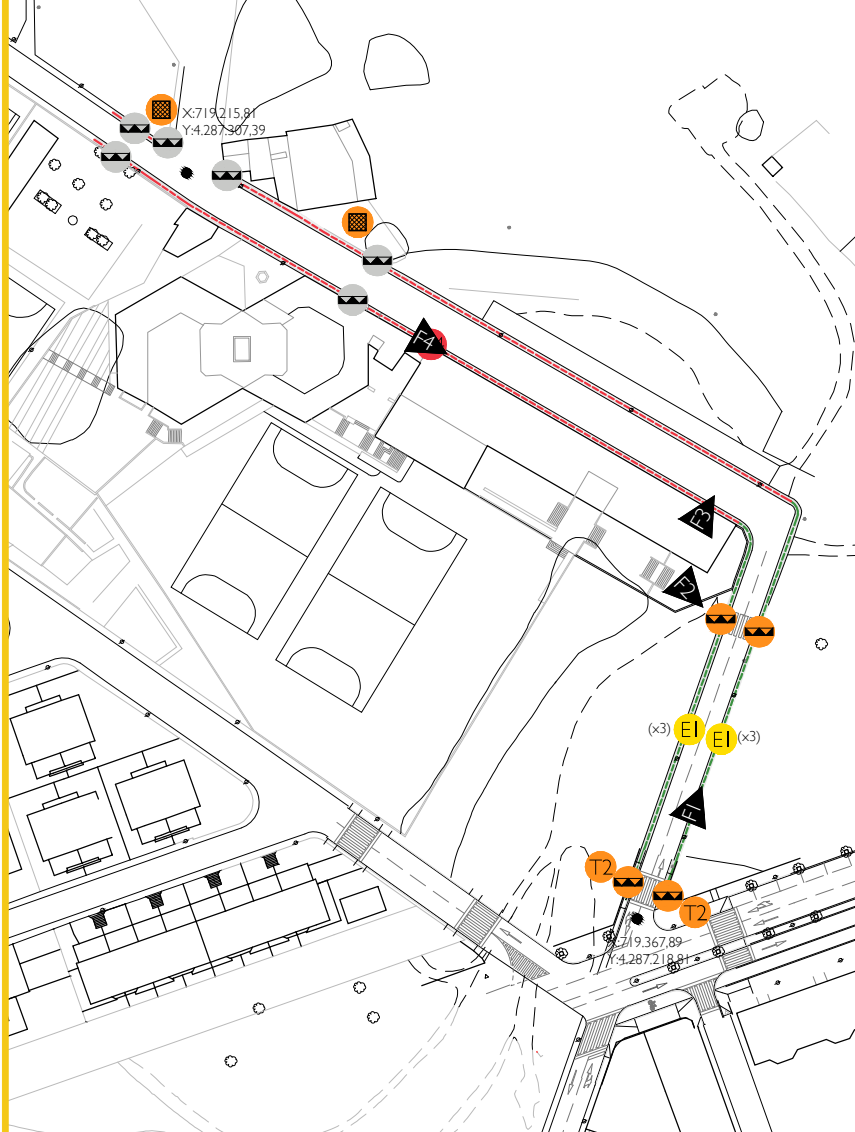 X:719.215,81
Y:4.287.307,39
F4
F3
F2
(x3) E1 E1 (x3)
F1
T2
T2
X:719.367,89
Y:4.287.218,81